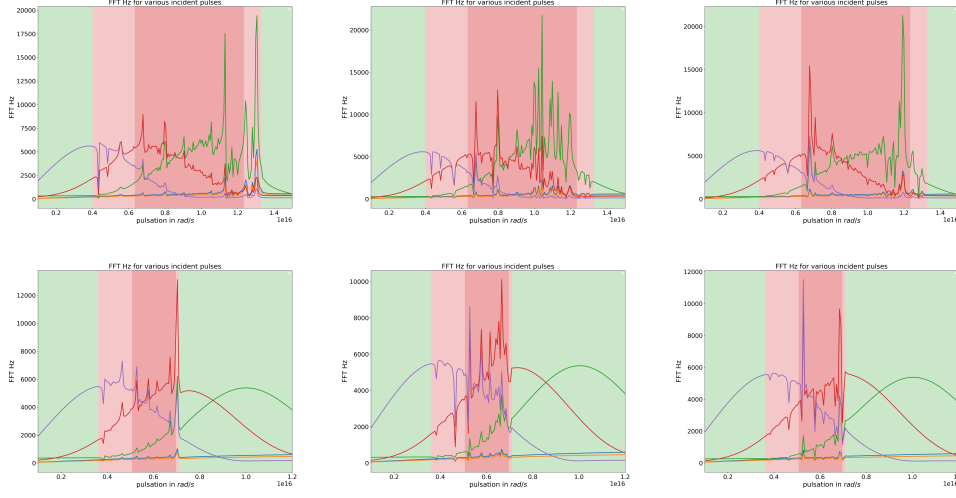 FFT Hz for various incident pulses
FFT Hz
20000
17500
15000
12500
10000
7500
5000
2500
0
0.2 0.4 0.6 0.8 1.0 1.2
1e16
pulsation in rad/s
FFT Hz for various incident pulses
FFT Hz
20000
15000
10000
5000
0
0.2 0.4 0.6 0.8 1.0 1.2
1e16
pulsation in rad/s
FFT Hz for various incident pulses
FFT Hz
20000
15000
10000
5000
0
0.2 0.4 0.6 0.8 1.0 1.2
1e16
pulsation in rad/s
FFT Hz for various incident pulses
FFT Hz
12000
10000
8000
6000
4000
2000
0
0.2 0.4 0.6 0.8 1.0 1.2
1e16
pulsation in rad/s
FFT Hz for various incident pulses
FFT Hz
10000
8000
6000
4000
2000
0
0.2 0.4 0.6 0.8 1.0 1.2
1e16
pulsation in rad/s
FFT Hz for various incident pulses
FFT Hz
12000
10000
8000
6000
4000
2000
0
0.2 0.4 0.6 0.8 1.0 1.2
1e16
pulsation in rad/s